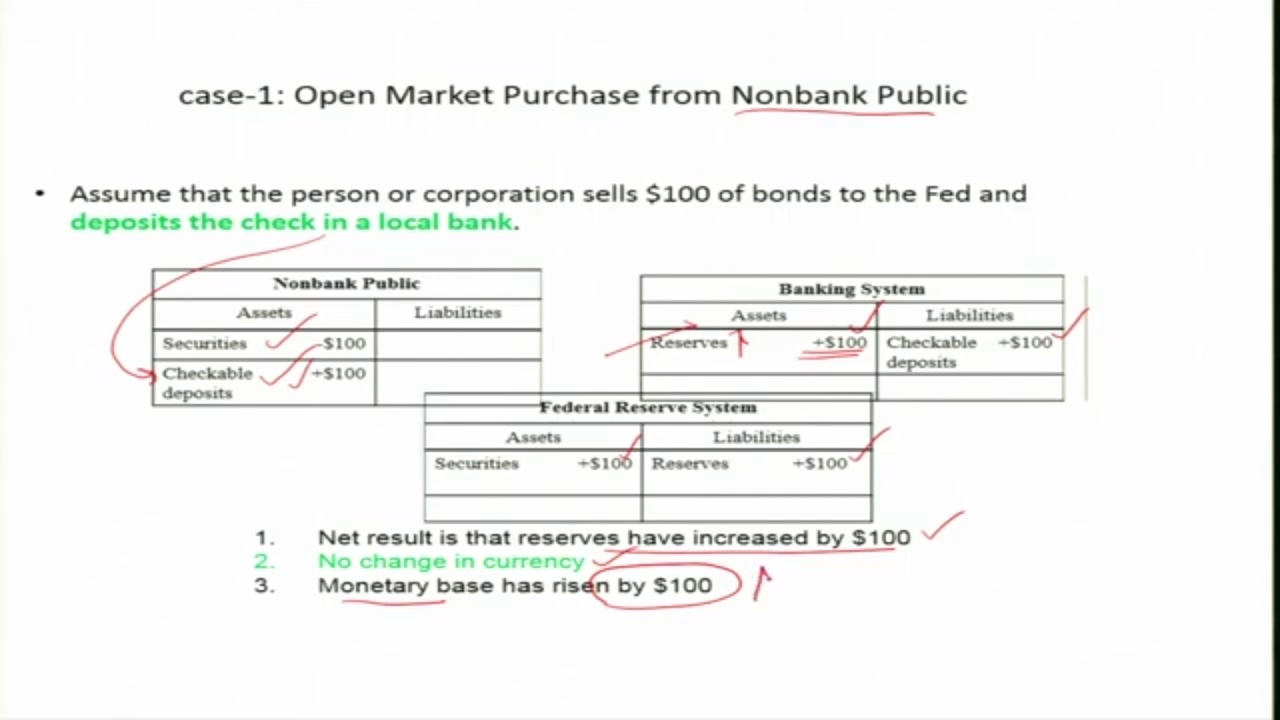 case-1: Open Market Purchase from Nonbank Public
• Assume that the person or corporation sells $100 of bonds to the Fed and
deposits the check in a local bank.
Nonbank Public
Assets Liabilities
Securities -$100
Checkable +$100
deposits
Banking System
Assets Liabilities
Reserves +$100 Checkable +$100
deposits
Federal Reserve System
Assets Liabilities
Securities +$100 Reserves +$100
1. Net result is that reserves have increased by $100
2. No change in currency
3. Monetary base has risen by $100